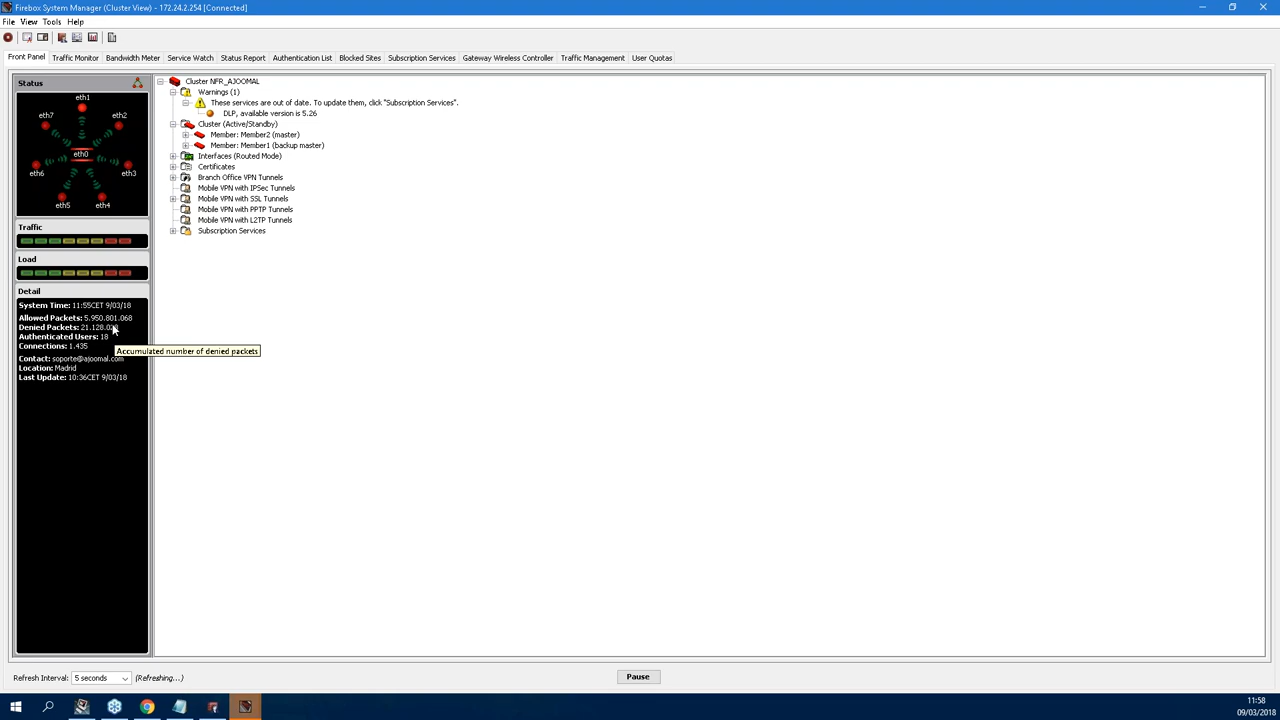 Firebox System Manager (Cluster View) - 172.24.2.254 [Connected]
File View Tools Help
Front Panel Traffic Monitor Bandwidth Meter Service Watch Status Report Authentication List Blocked Sites Subscription Services Gateway Wireless Controller Traffic Management User Quotas
Status
eth1
eth7 eth2
eth0
eth6 eth3
eth5 eth4
Traffic
Load
Detail
System Time: 11:55CET 9/03/18
Allowed Packets: 5.950.801.068
Denied Packets:
Authenticated Users: 18
Connections: 1.435
Contact: soporte@ajoomal.com
Location: Madrid
Last Update: 10:36CET 9/03/18
Accumulated number of denied packets
Cluster NFR_AJOOMAL
Warnings (1)
These services are out of date. To update them, click "Subscription Services".
DLP, available version is 5.26
Cluster (Active/Standby)
Member: Member2 (master)
Member: Member1 (backup master)
Interfaces (Routed Mode)
Certificates
Branch Office VPN Tunnels
Mobile VPN with IPSec Tunnels
Mobile VPN with SSL Tunnels
Mobile VPN with PPTP Tunnels
Mobile VPN with L2TP Tunnels
Subscription Services
Refresh Interval: 5 seconds (Refreshing...)
Pause
11:58
09/03/2018